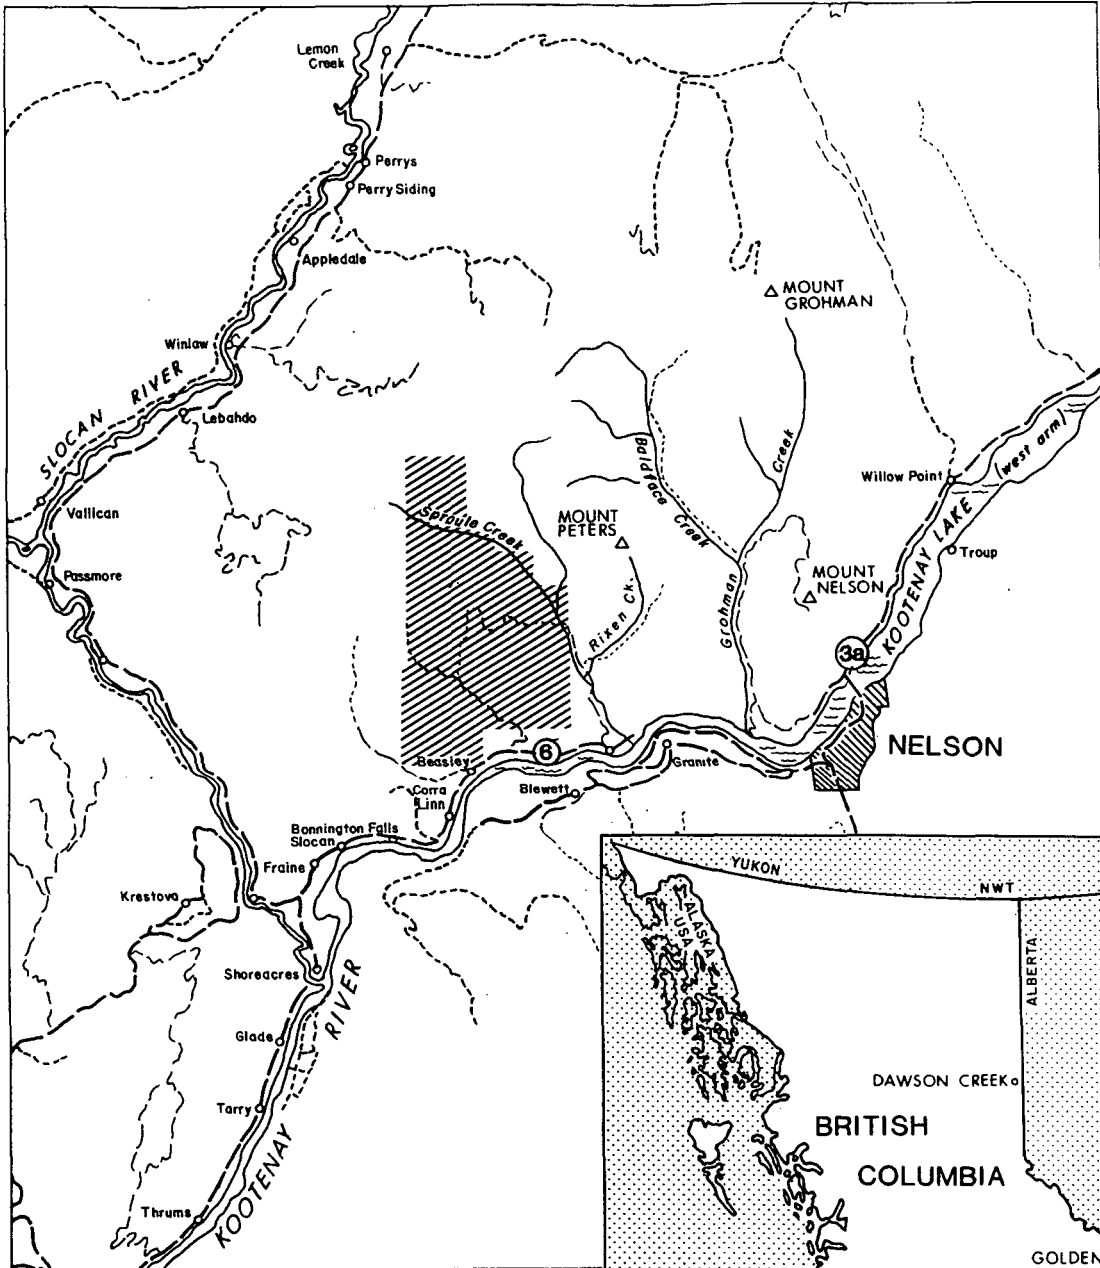 Lemon
Creek
Perrys
Perry Siding
Appledale
MOUNT
GROHMAN
Winlaw
SLOCAN RIVER
Lebahdo
Baldface Creek
Creek
Willow Point
(west arm)
Vallican
Sproule Creek
MOUNT
PETERS
Troup
KOOTENAY LAKE
Passmore
MOUNT
NELSON
Rixen Ck.
Grohman
3a
NELSON
6
Beasley
Granite
Corra
Linn
Blewett
Bonnington Falls
Slocan
Fraine
Krestova
Shoreacres
Glade
Tarry
Thrums
KOOTENAY RIVER
YUKON
NWT
ALASKA
USA
ALBERTA
DAWSON CREEK
BRITISH
COLUMBIA
GOLDEN